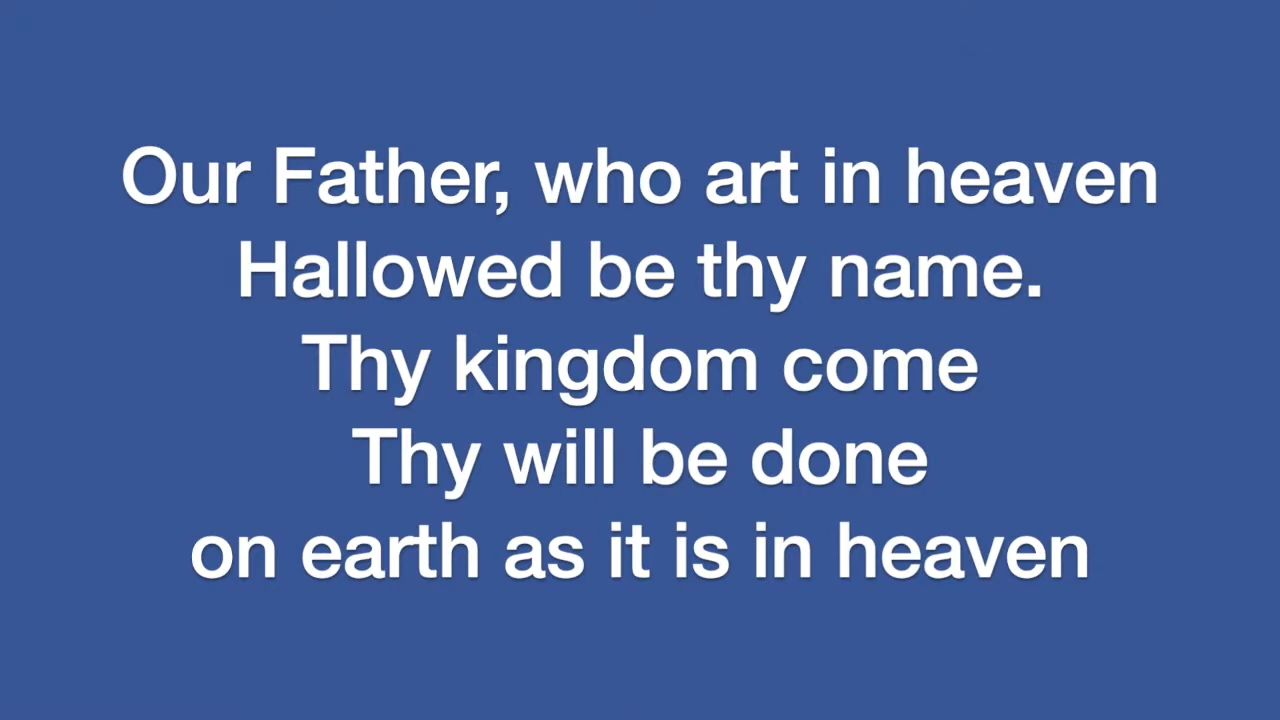 Our Father, who art in heaven
Hallowed be thy name.
Thy kingdom come
Thy will be done
on earth as it is in heaven